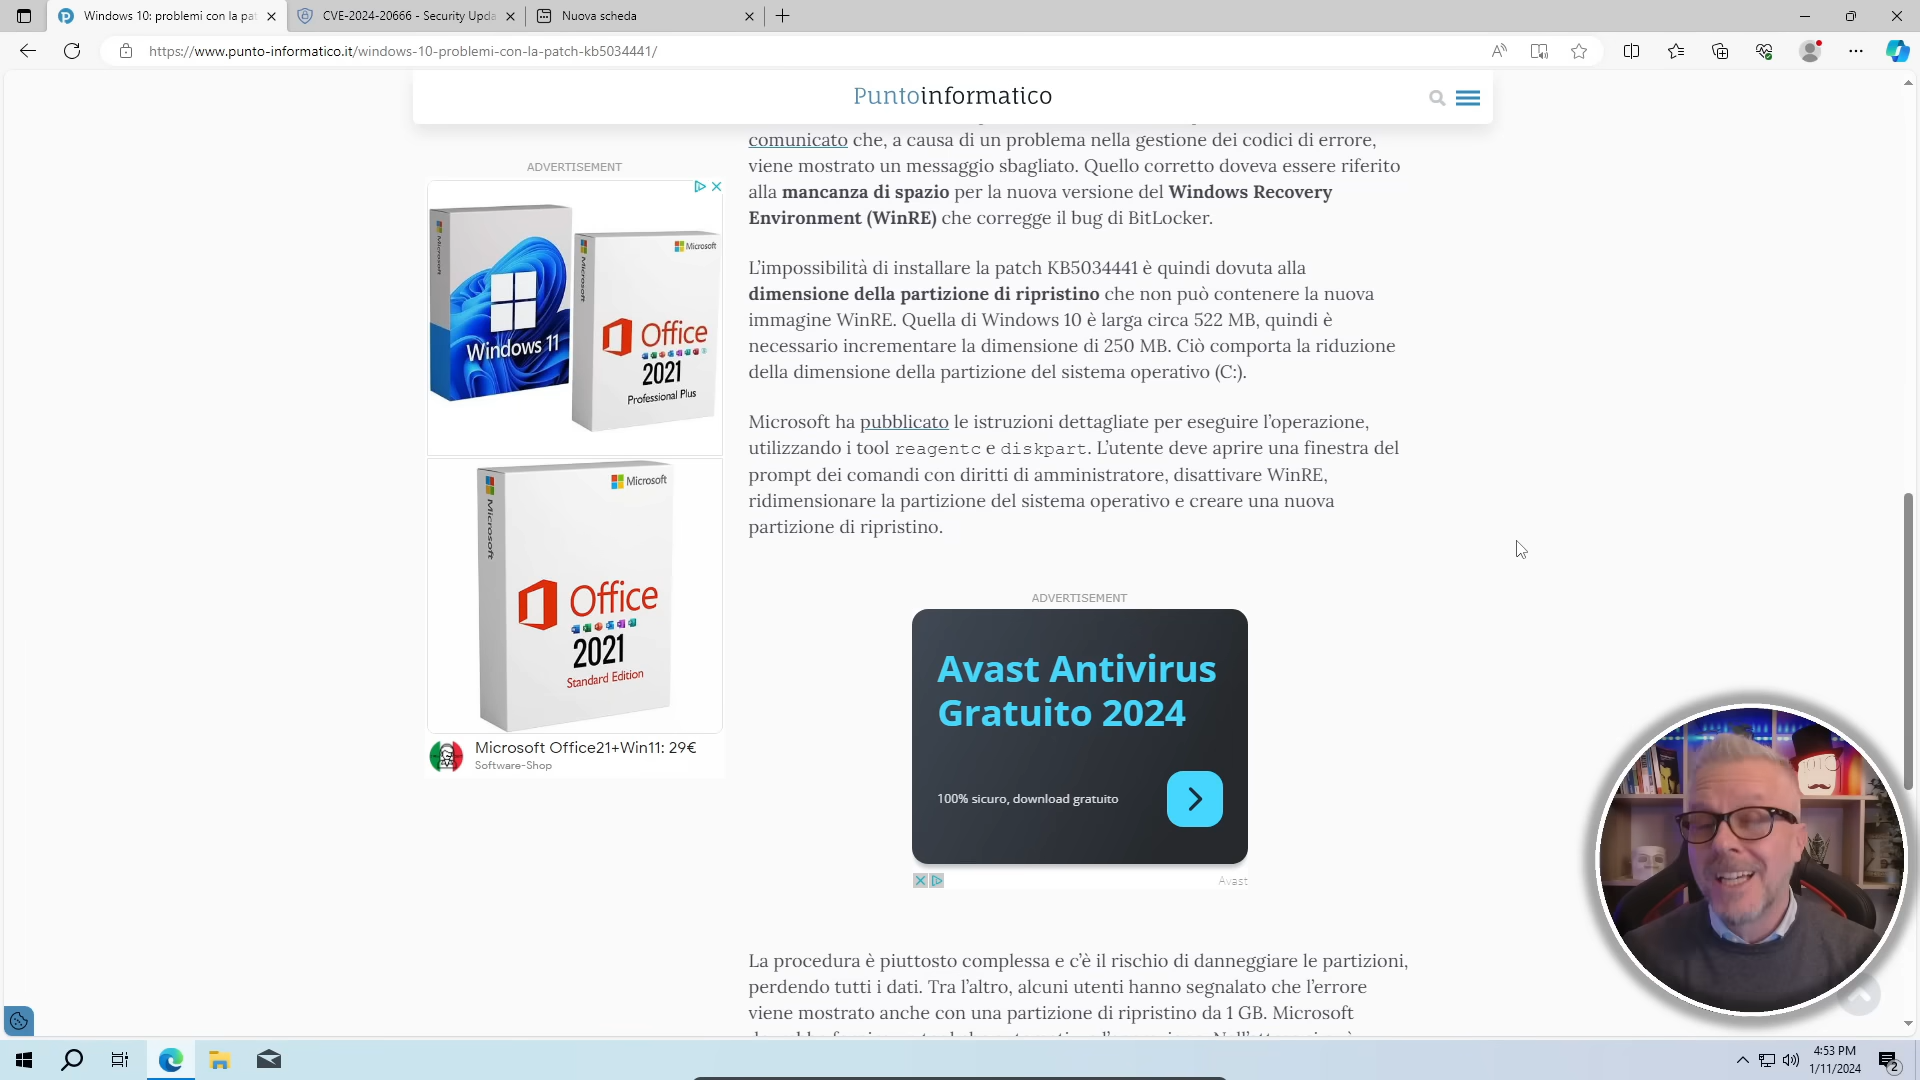 Windows 10: problemi con la pat
CVE-2024-20666 - Security Upda
Nuova scheda
https://www.punto-informatico.it/windows-10-problemi-con-la-patch-kb5034441/
Puntoinformatico
comunicato che, a causa di un problema nella gestione dei codici di errore,
viene mostrato un messaggio sbagliato. Quello corretto doveva essere riferito
alla mancanza di spazio per la nuova versione del Windows Recovery
Environment (WinRE) che corregge il bug di BitLocker.
L’impossibilità di installare la patch KB5034441 è quindi dovuta alla
dimensione della partizione di ripristino che non può contenere la nuova
immagine WinRE. Quella di Windows 10 è larga circa 522 MB, quindi è
necessario incrementare la dimensione di 250 MB. Ciò comporta la riduzione
della dimensione della partizione del sistema operativo (C:).
Microsoft ha pubblicato le istruzioni dettagliate per eseguire l’operazione,
utilizzando i tool reagentc e diskpart. L’utente deve aprire una finestra del
prompt dei comandi con diritti di amministratore, disattivare WinRE,
ridimensionare la partizione del sistema operativo e creare una nuova
partizione di ripristino.
ADVERTISEMENT
Microsoft
Windows 11
Microsoft
Microsoft
Office
2021
Professional Plus
Microsoft
Microsoft
Office
2021
Standard Edition
Microsoft Office21+Win11: 29€
Software-Shop
ADVERTISEMENT
Avast Antivirus
Gratuito 2024
100% sicuro, download gratuito
Avast
La procedura è piuttosto complessa e c’è il rischio di danneggiare le partizioni,
perdendo tutti i dati. Tra l’altro, alcuni utenti hanno segnalato che l’errore
viene mostrato anche con una partizione di ripristino da 1 GB. Microsoft
4:53 PM
1/11/2024
2